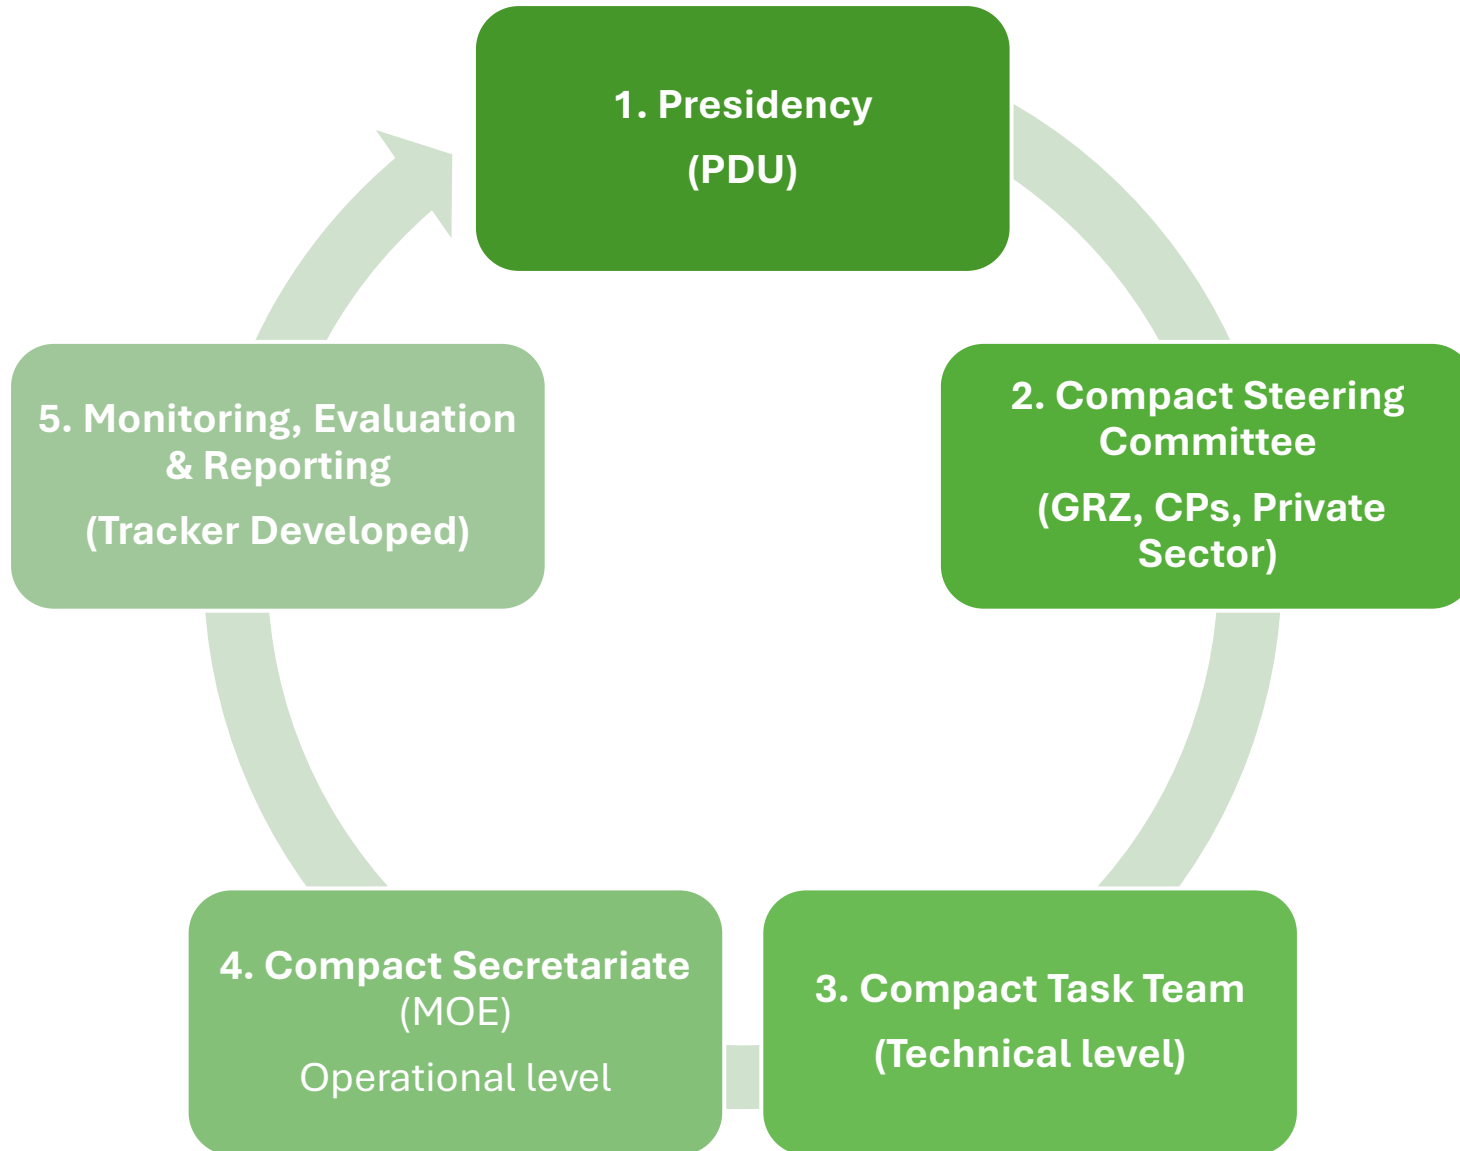 1. Presidency
(PDU)
2. Compact Steering
Committee
(GRZ, CPs, Private
Sector)
3. Compact Task Team
(Technical level)
4. Compact Secretariate
(MOE)
Operational level
5. Monitoring, Evaluation
& Reporting
(Tracker Developed)